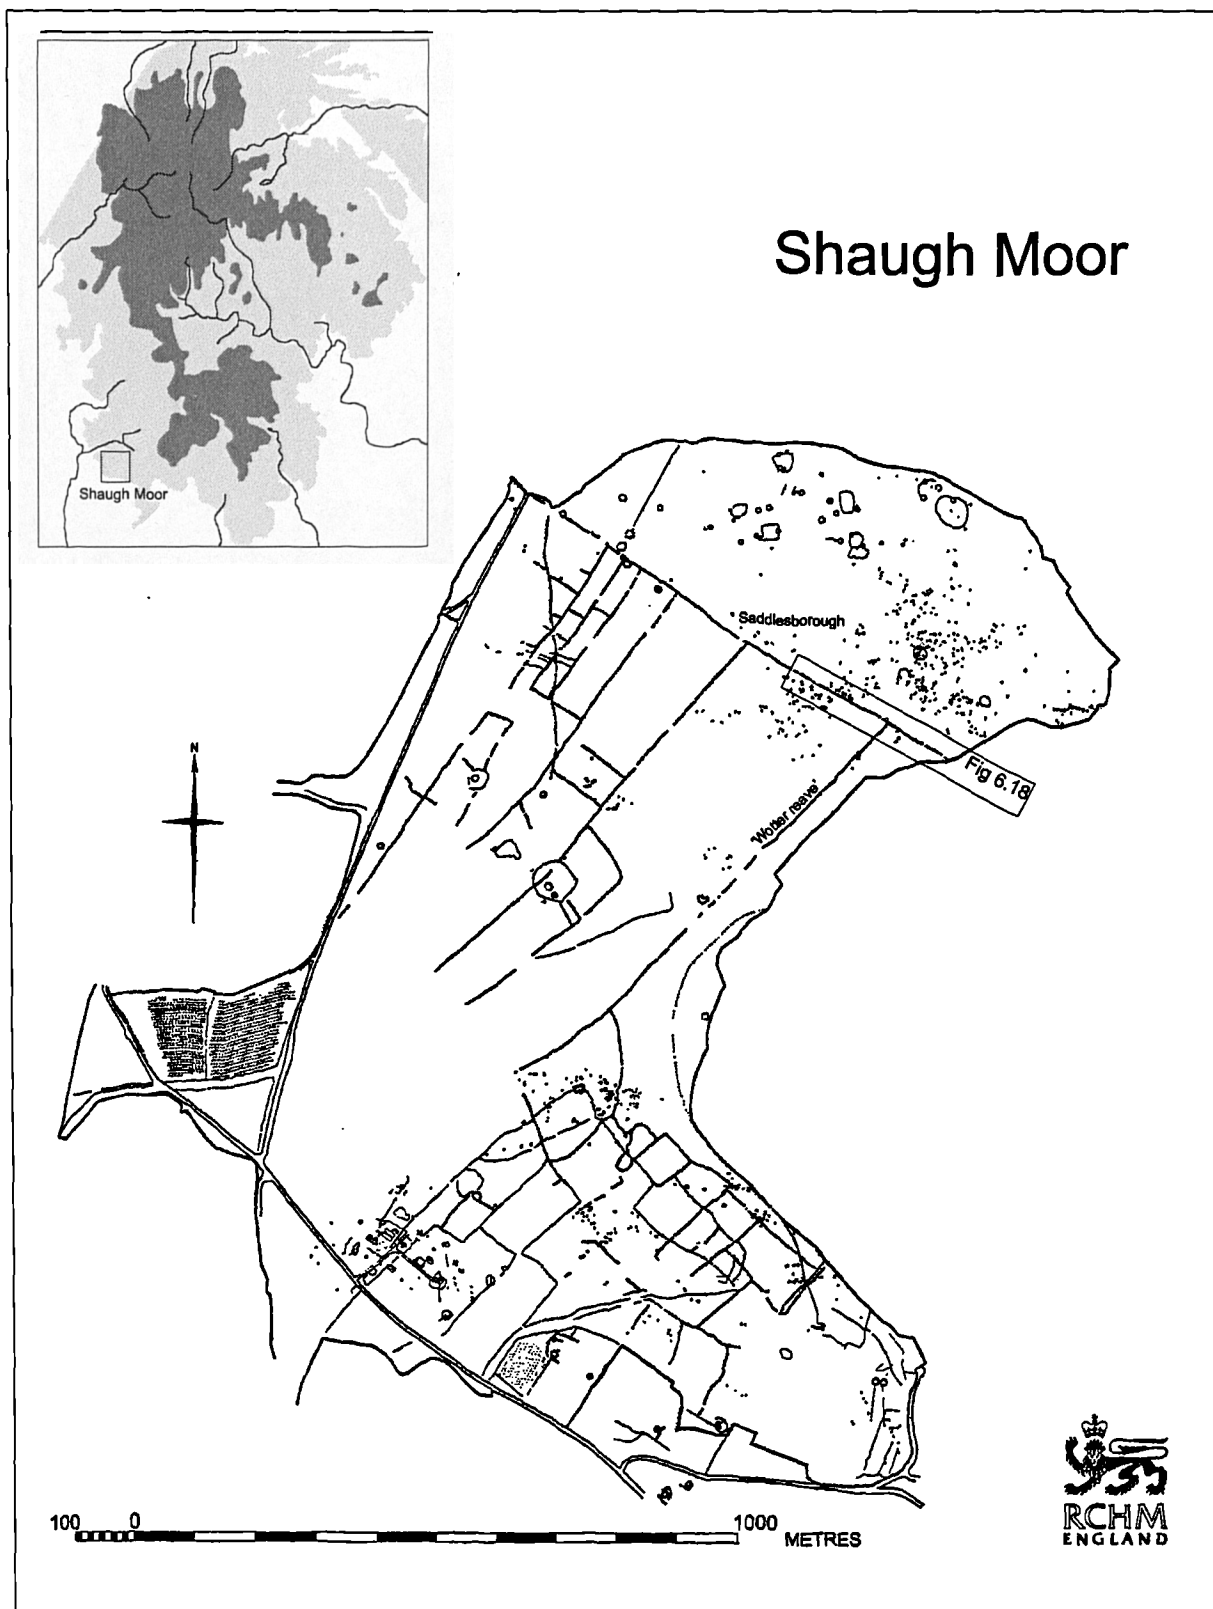 Shaugh Moor
Shaugh Moor
Saddlesborough
Fig 6.18
'Wotter reave'
N
100 0 1000 METRES
RCHM
ENGLAND